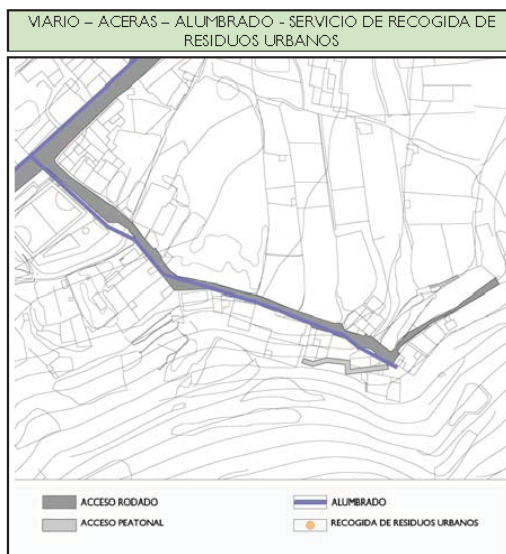 VIARIO – ACERAS – ALUMBRADO - SERVICIO DE RECOGIDA DE
RESIDUOS URBANOS
ACCESO RODADO
ALUMBRADO
ACCESO PEATONAL
RECOGIDA DE RESIDUOS URBANOS